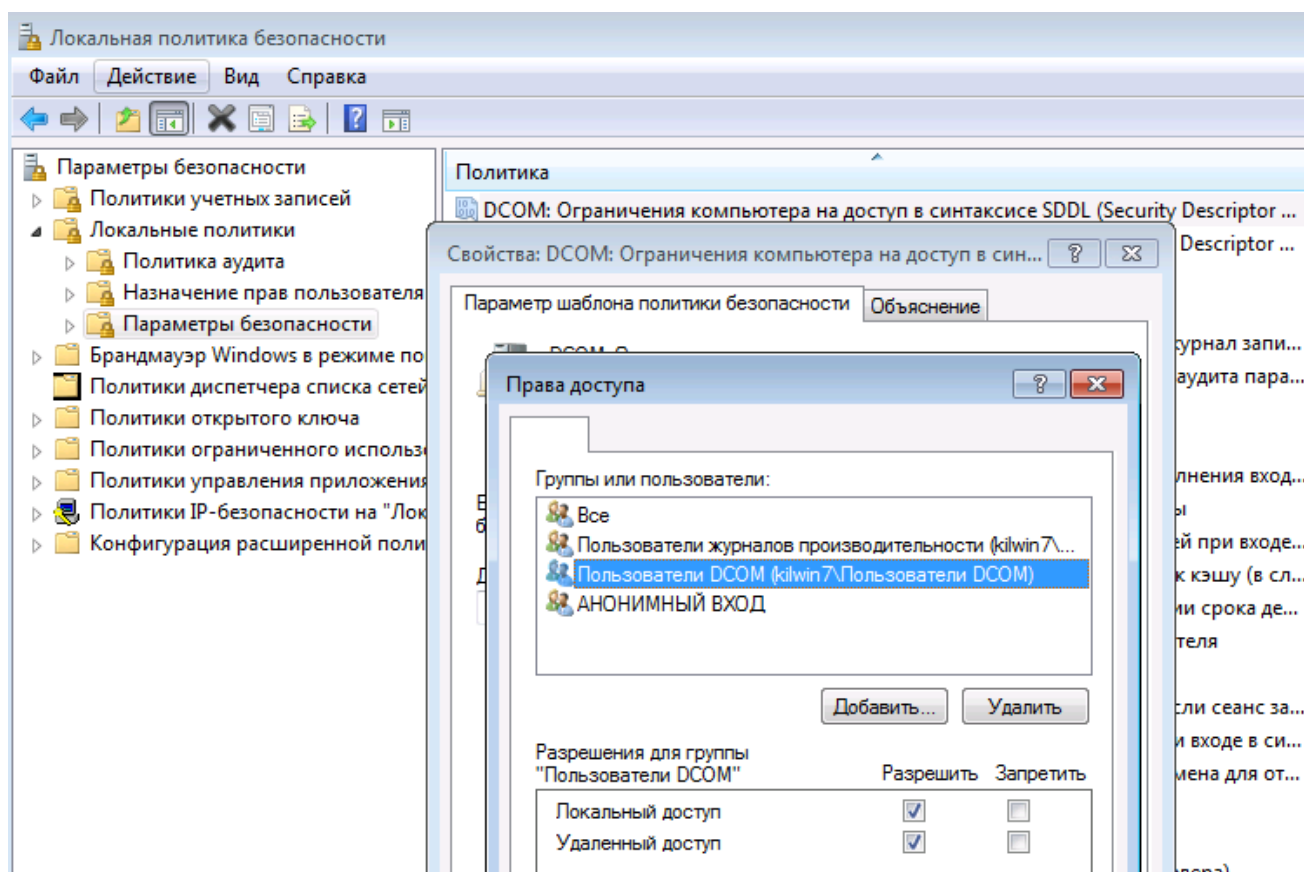 Локальная политика безопасности
Файл Действие Вид Справка
Параметры безопасности
Политики учетных записей
Локальные политики
Политика аудита
Назначение прав пользователя
Параметры безопасности
Брандмауэр Windows в режиме по
Политики диспетчера списка сетей
Политики открытого ключа
Политики ограниченного использо
Политики управления приложения
Политики IP-безопасности на "Лок
Конфигурация расширенной поли
Политика
DCOM: Ограничения компьютера на доступ в синтаксисе SDDL (Security Descriptor ...
Descriptor ...
журнал запи...
аудита пара...
лнения вход...
ы
ей при входе...
к кэшу (в сл...
ии срока де...
теля
сли сеанс за...
и входе в си...
мена для от...
Свойства: DCOM: Ограничения компьютера на доступ в син...
Параметр шаблона политики безопасности Объяснение
Права доступа
Группы или пользователи:
Все
Пользователи журналов производительности (kilwin7\...
Пользователи DCOM (kilwin7\Пользователи DCOM)
АНОНИМНЫЙ ВХОД
Добавить... Удалить
Разрешения для группы
"Пользователи DCOM" Разрешить Запретить
Локальный доступ
Удаленный доступ